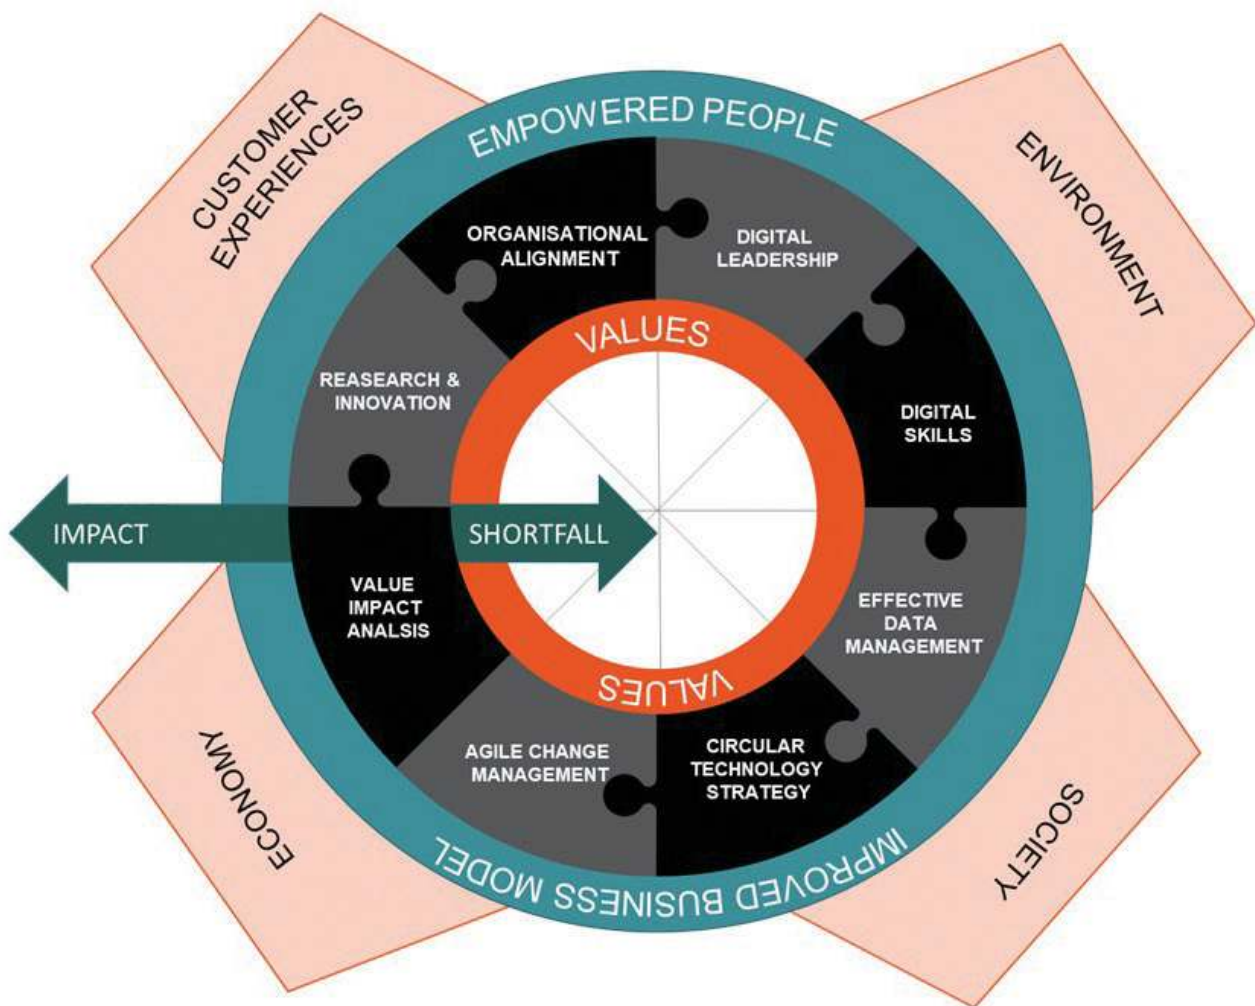 CUSTOMER
EXPERIENCES
ENVIRONMENT
EMPOWERED PEOPLE
ORGANISATIONAL
ALIGNMENT
DIGITAL
LEADERSHIP
VALUES
REASEARCH &
INNOVATION
DIGITAL
SKILLS
IMPACT
SHORTFALL
VALUE
IMPACT
ANALSIS
EFFECTIVE
DATA
MANAGEMENT
VALUES
AGILE CHANGE
MANAGEMENT
CIRCULAR
TECHNOLOGY
STRATEGY
IMPROVED BUSINESS MODEL
ECONOMY
SOCIETY